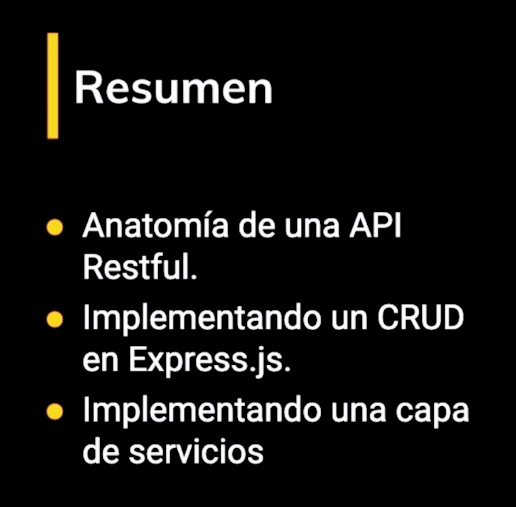 Resumen
Anatomía de una API
Restful.
Implementando un CRUD
en Express.js.
Implementando una capa
de servicios